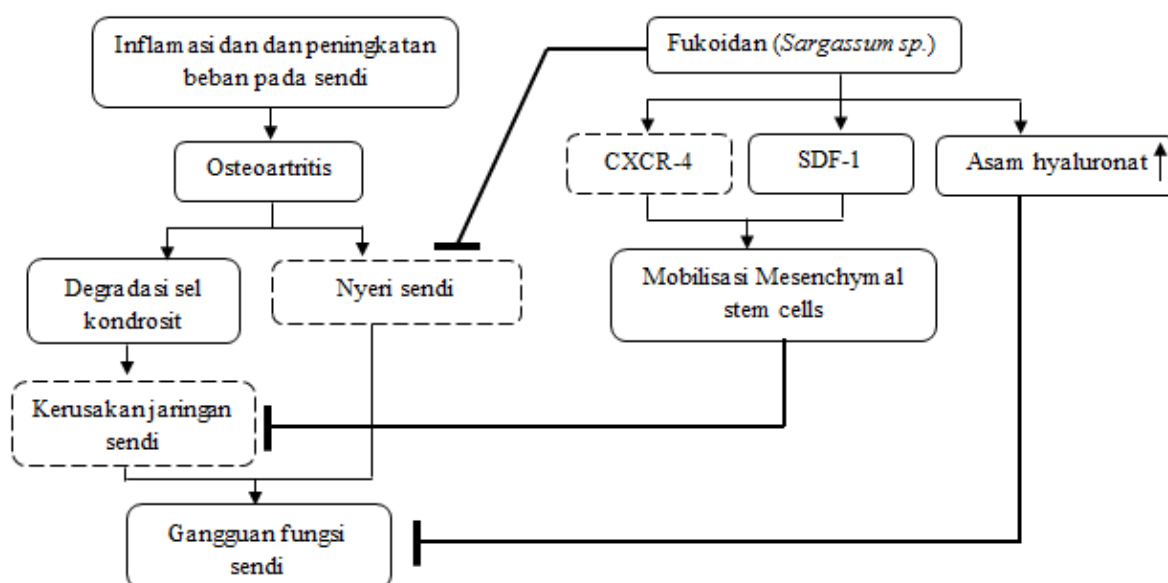 Inflamasi dan dan peningkatan
beban pada sendi
Fukoidan (Sargassum sp.)
Osteoartritis
CXCR-4
SDF-1
Asam hyaluronat
Degradasi sel
kondrosit
Nyeri sendi
Mobilisasi Mesenchymal
stem cells
Kerusakan jaringan
sendi
Gangguan fungsi
sendi